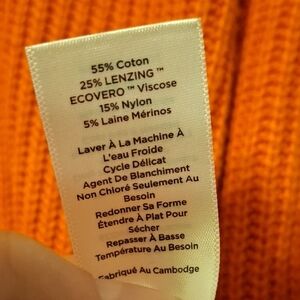 55% Coton
25% LENZING™
ECOVERO™ Viscose
15% Nylon
5% Laine Mérinos
Laver À La Machine À
L'eau Froide
Cycle Délicat
Agent De Blanchiment
Non Chloré Seulement Au
Besoin
Redonner Sa Forme
Étendre À Plat Pour
Sécher
Repasser À Basse
Température Au Besoin
Fabriqué Au Cambodge